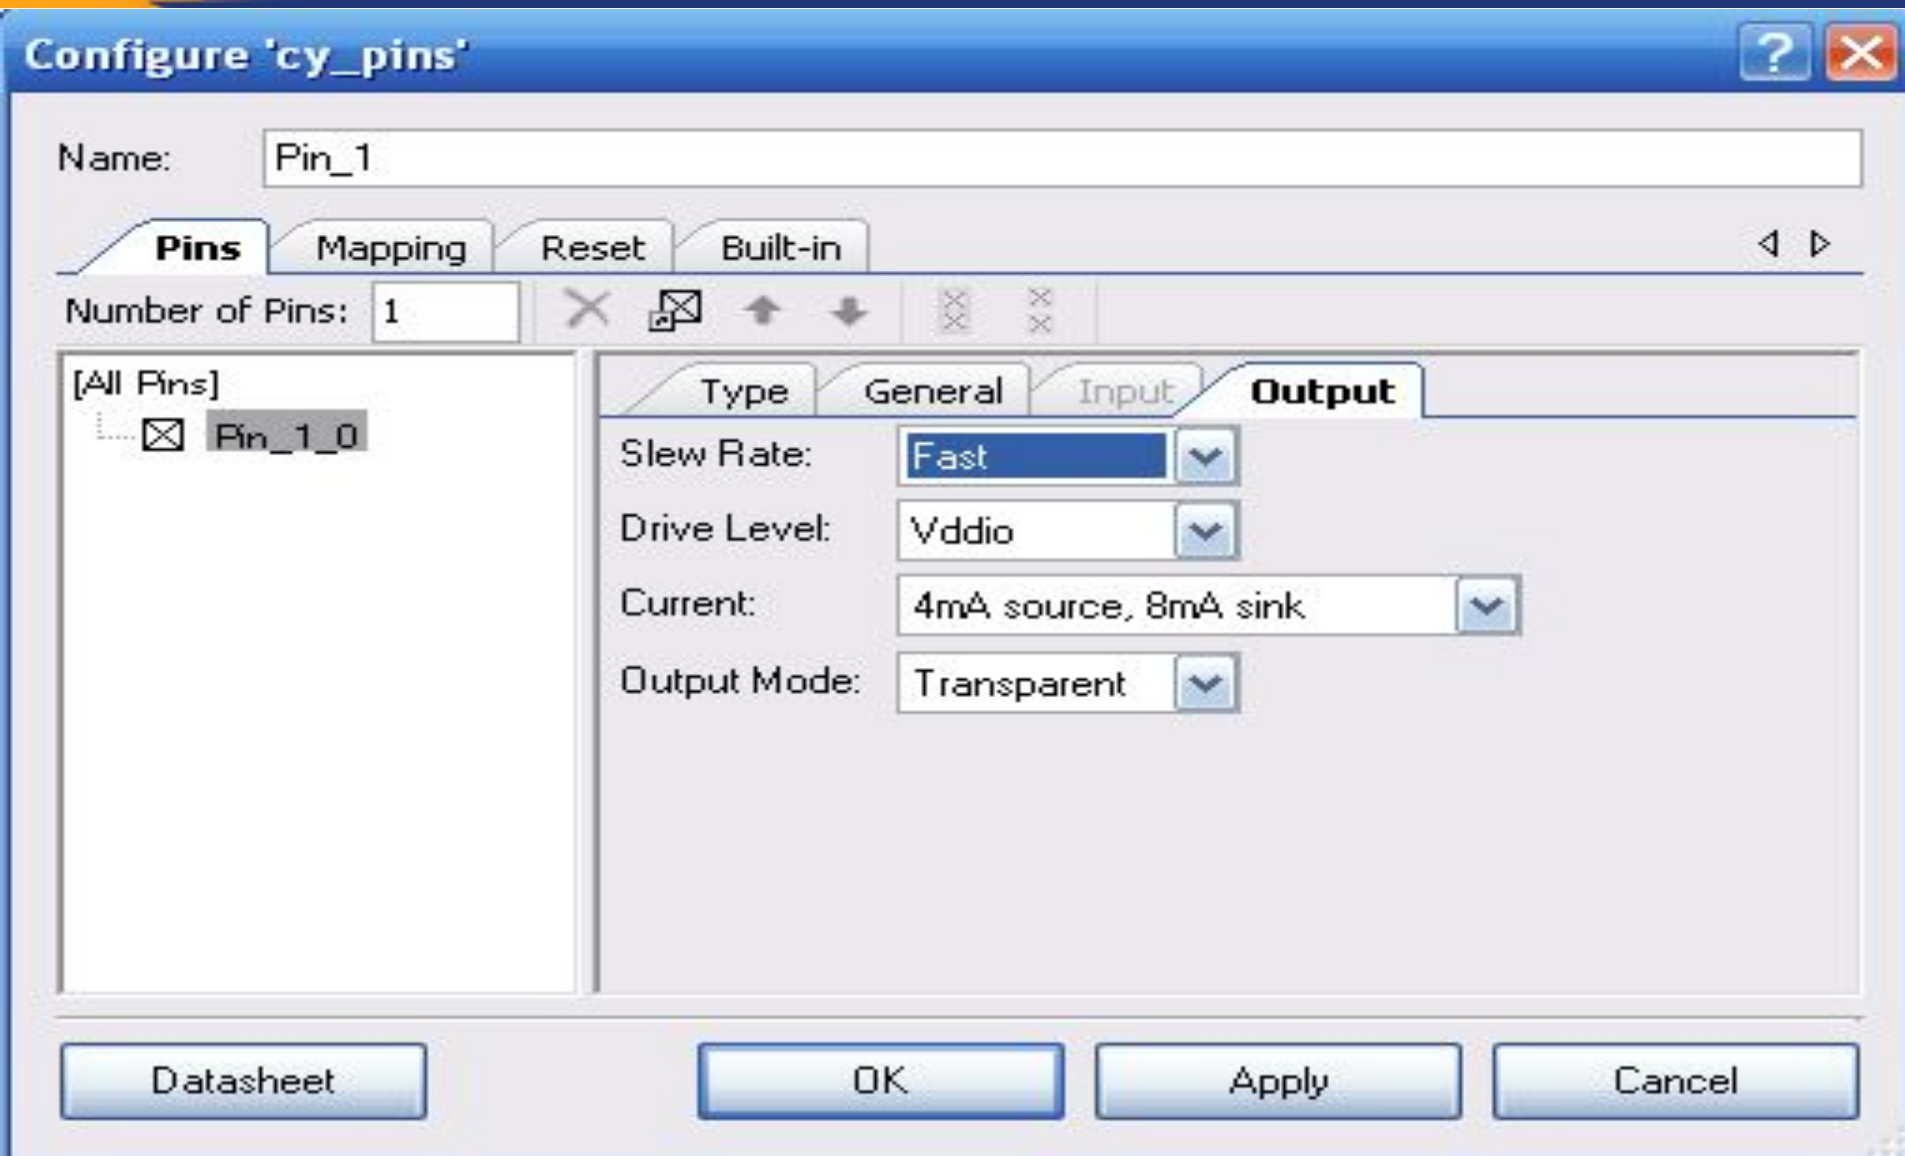 Configure 'cy_pins'
Name: Pin_1
Pins Mapping Reset Built-in
Number of Pins: 1
[All Pins]
Pin_1_0
Type General Input Output
Slew Rate: Fast
Drive Level: Vddio
Current: 4mA source, 8mA sink
Output Mode: Transparent
Datasheet OK Apply Cancel